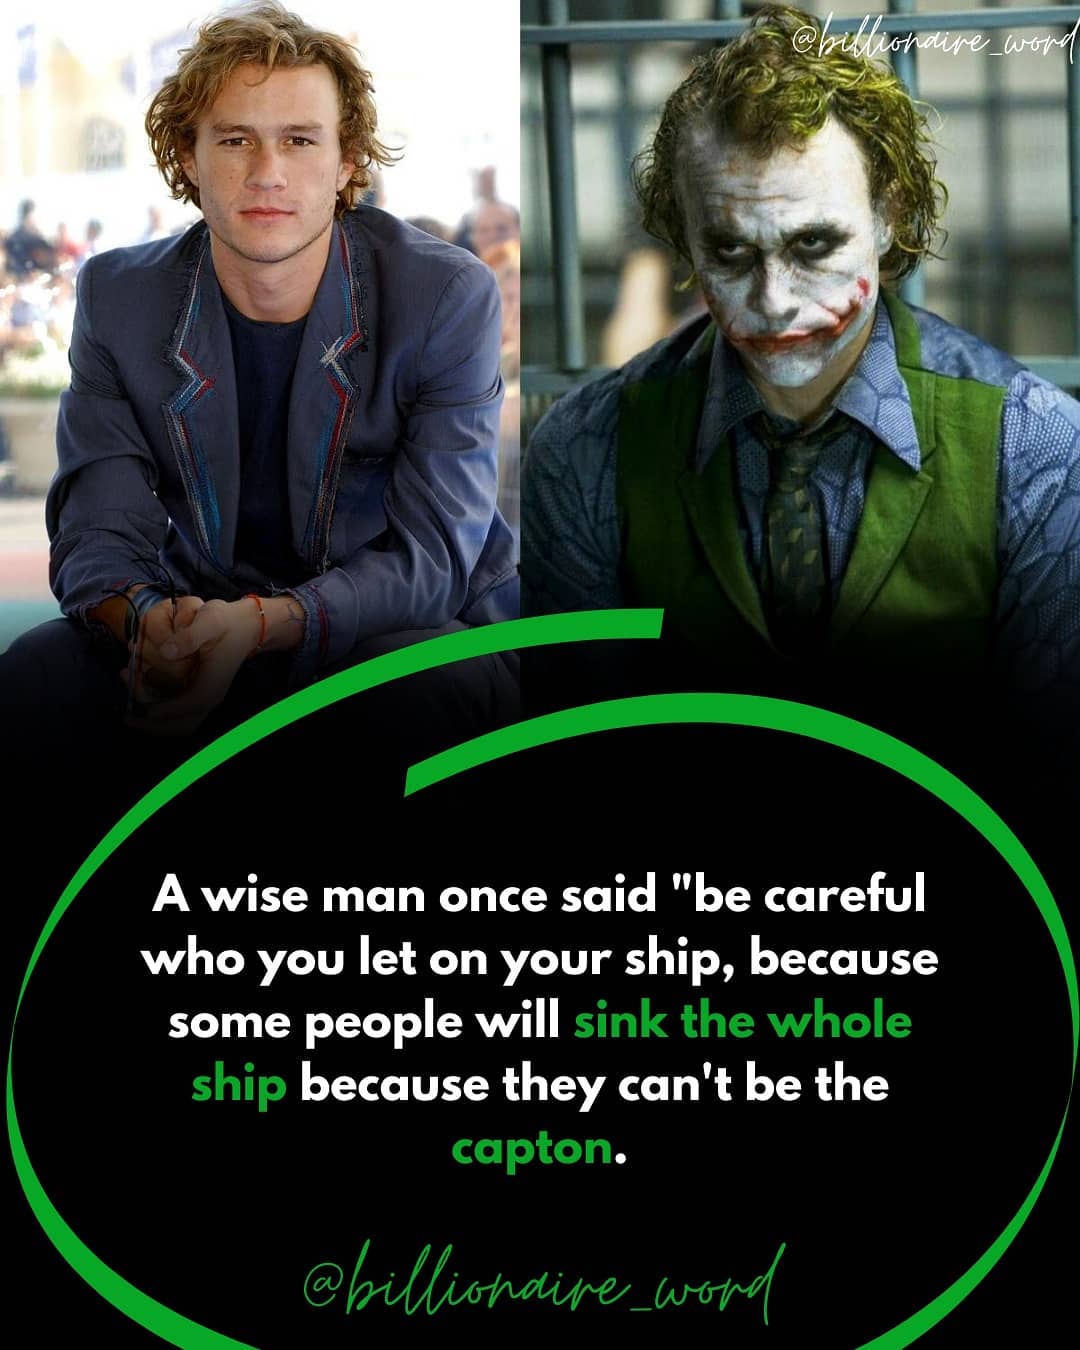 @billionaire_word
A wise man once said "be careful
who you let on your ship, because
some people will sink the whole
ship because they can't be the
capton.
@billionaire_word